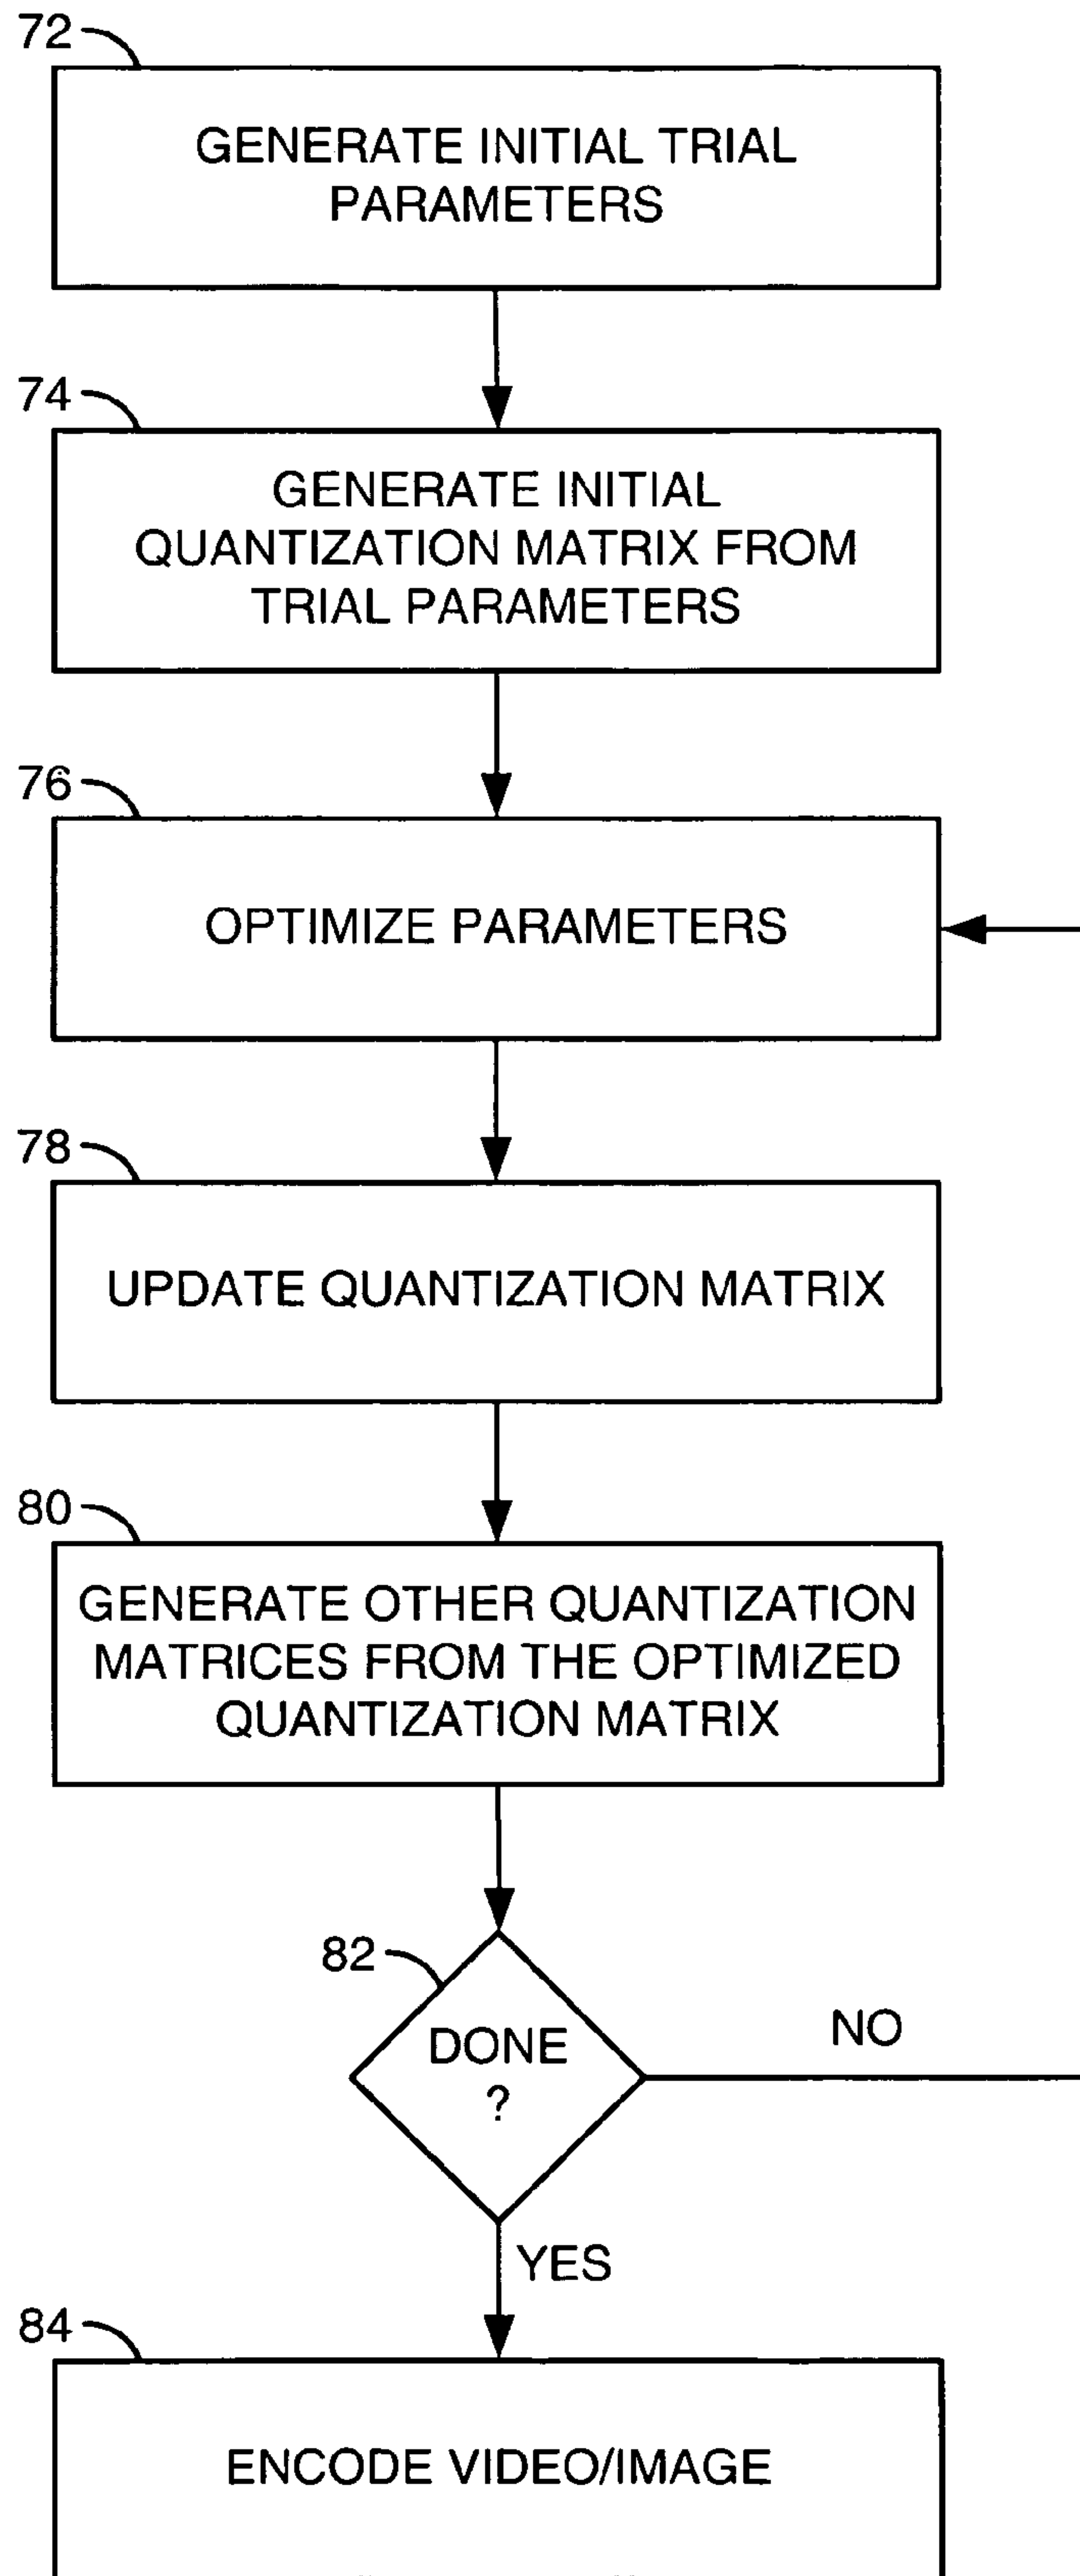 72
GENERATE INITIAL TRIAL
PARAMETERS
74
GENERATE INITIAL
QUANTIZATION MATRIX FROM
TRIAL PARAMETERS
76
OPTIMIZE PARAMETERS
78
UPDATE QUANTIZATION MATRIX
80
GENERATE OTHER QUANTIZATION
MATRICES FROM THE OPTIMIZED
QUANTIZATION MATRIX
82
DONE
?
NO
YES
84
ENCODE VIDEO/IMAGE